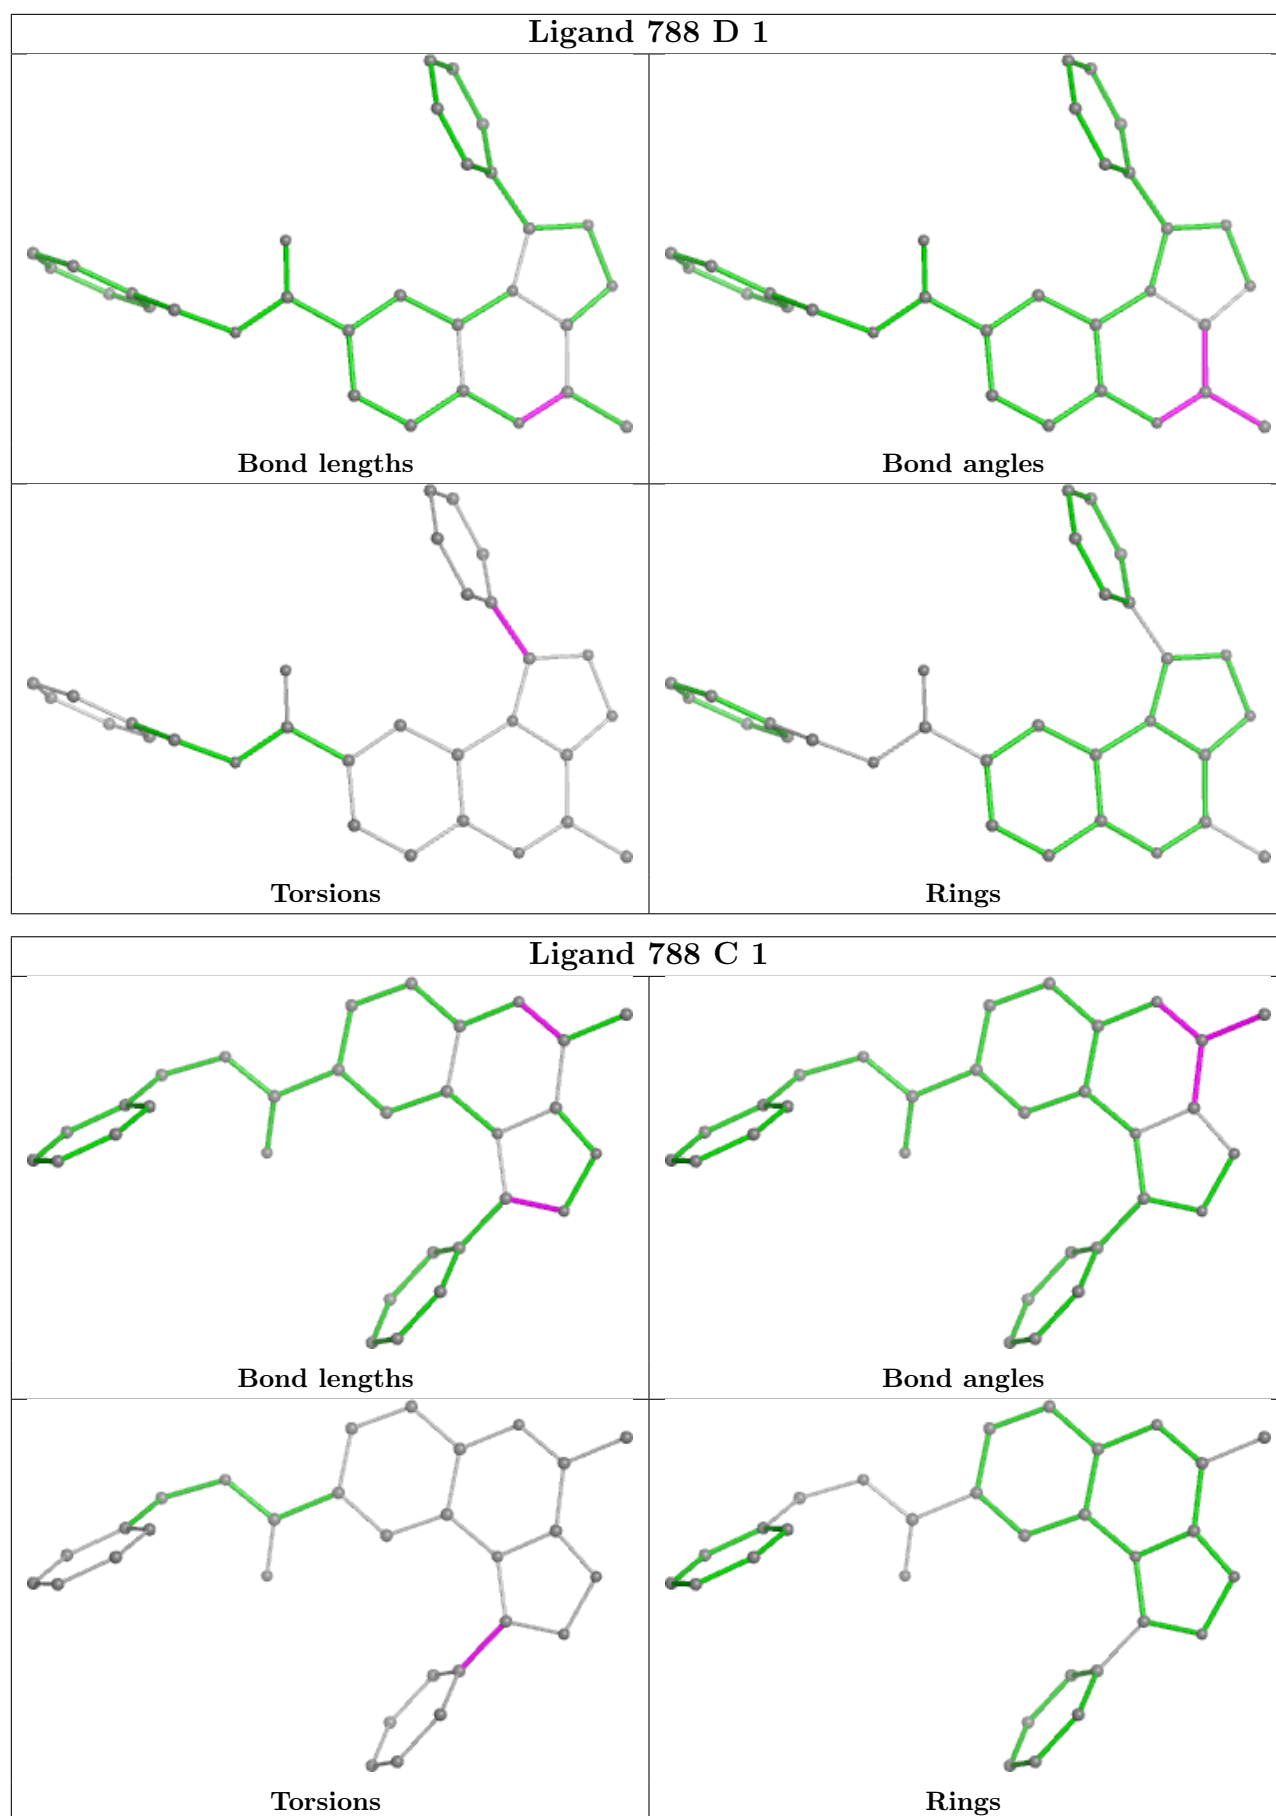 Ligand 788 D 1
Bond lengths
Bond angles
Torsions
Rings
Ligand 788 C 1
Bond lengths
Bond angles
Torsions
Rings